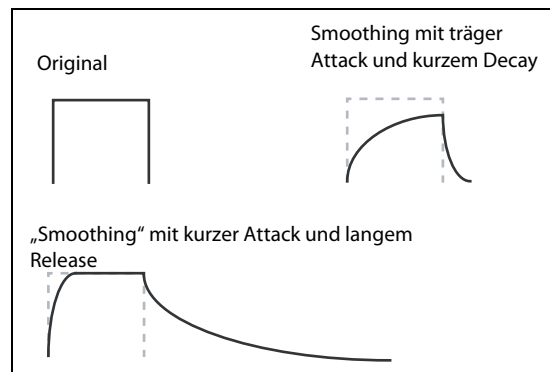 Original
Smoothing mit träger
Attack und kurzem Decay
„Smoothing“ mit kurzer Attack und langem
Release